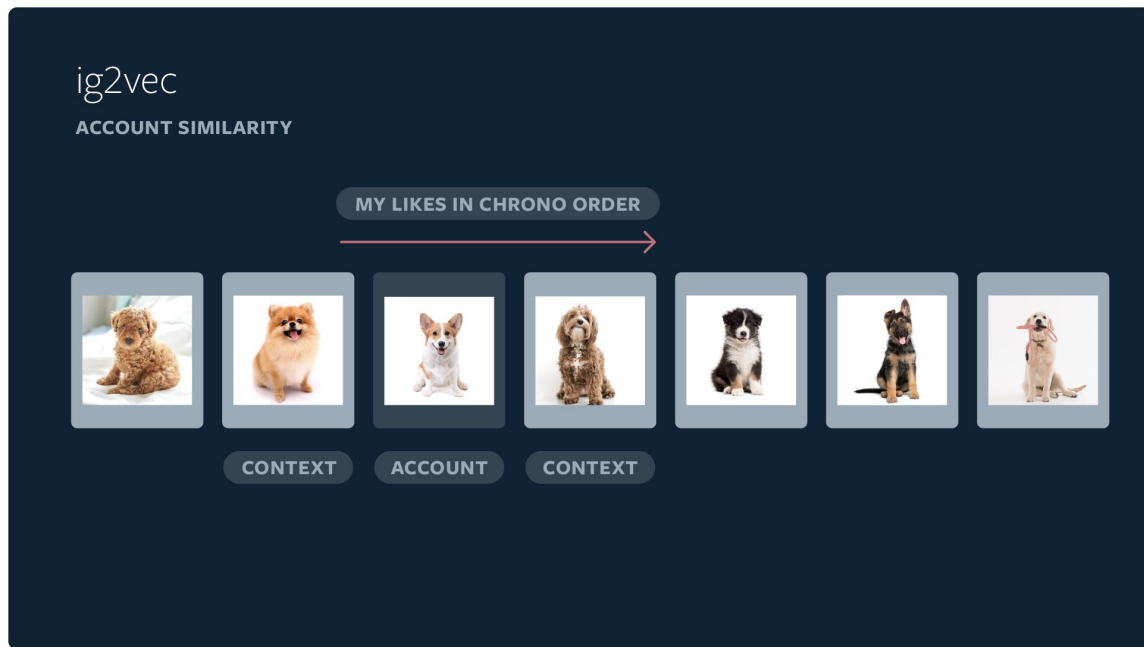 ig2vec
ACCOUNT SIMILARITY
MY LIKES IN CHRONO ORDER
CONTEXT
ACCOUNT
CONTEXT